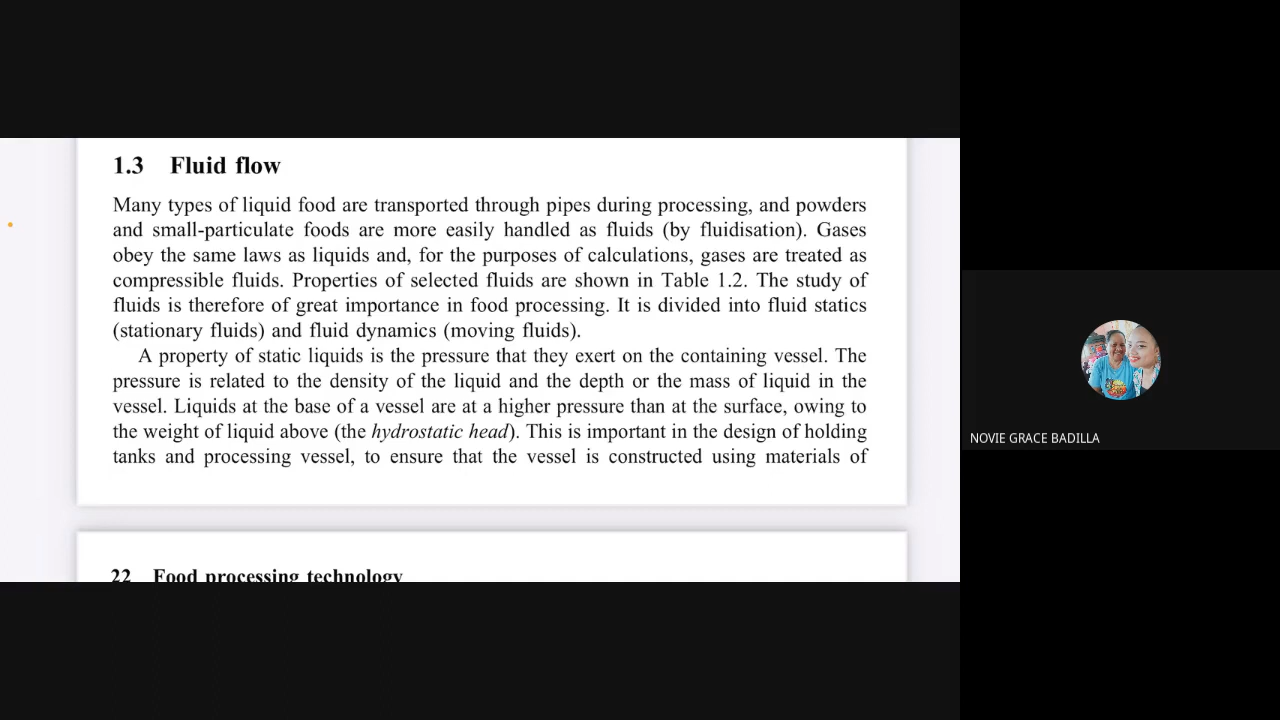 1.3 Fluid flow
Many types of liquid food are transported through pipes during processing, and powders
and small-particulate foods are more easily handled as fluids (by fluidisation). Gases
obey the same laws as liquids and, for the purposes of calculations, gases are treated as
compressible fluids. Properties of selected fluids are shown in Table 1.2. The study of
fluids is therefore of great importance in food processing. It is divided into fluid statics
(stationary fluids) and fluid dynamics (moving fluids).
A property of static liquids is the pressure that they exert on the containing vessel. The
pressure is related to the density of the liquid and the depth or the mass of liquid in the
vessel. Liquids at the base of a vessel are at a higher pressure than at the surface, owing to
the weight of liquid above (the hydrostatic head). This is important in the design of holding
tanks and processing vessel, to ensure that the vessel is constructed using materials of
22 Food processing technology
NOVIE GRACE BADILLA